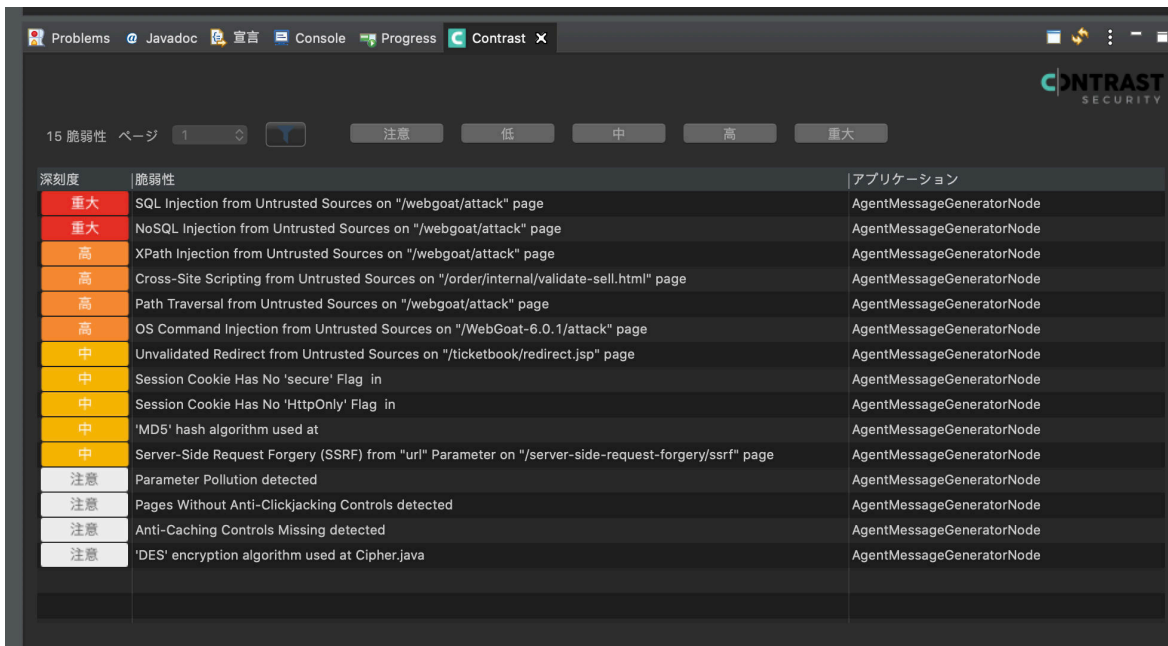 Problems @ Javadoc 宣言 Console Progress Contrast
CONTRAST
SECURITY
15 脆弱性 ページ 1 注意 低 中 高 重大
深刻度 脆弱性 アプリケーション
重大 SQL Injection from Untrusted Sources on "/webgoat/attack" page AgentMessageGeneratorNode
重大 NoSQL Injection from Untrusted Sources on "/webgoat/attack" page AgentMessageGeneratorNode
高 XPath Injection from Untrusted Sources on "/webgoat/attack" page AgentMessageGeneratorNode
高 Cross-Site Scripting from Untrusted Sources on "/order/internal/validate-sell.html" page AgentMessageGeneratorNode
高 Path Traversal from Untrusted Sources on "/webgoat/attack" page AgentMessageGeneratorNode
高 OS Command Injection from Untrusted Sources on "/WebGoat-6.0.1/attack" page AgentMessageGeneratorNode
中 Unvalidated Redirect from Untrusted Sources on "/ticketbook/redirect.jsp" page AgentMessageGeneratorNode
中 Session Cookie Has No 'secure' Flag in AgentMessageGeneratorNode
中 Session Cookie Has No 'HttpOnly' Flag in AgentMessageGeneratorNode
中 'MD5' hash algorithm used at AgentMessageGeneratorNode
中 Server-Side Request Forgery (SSRF) from "url" Parameter on "/server-side-request-forgery/ssrf" page AgentMessageGeneratorNode
注意 Parameter Pollution detected AgentMessageGeneratorNode
注意 Pages Without Anti-Clickjacking Controls detected AgentMessageGeneratorNode
注意 Anti-Caching Controls Missing detected AgentMessageGeneratorNode
注意 'DES' encryption algorithm used at Cipher.java AgentMessageGeneratorNode